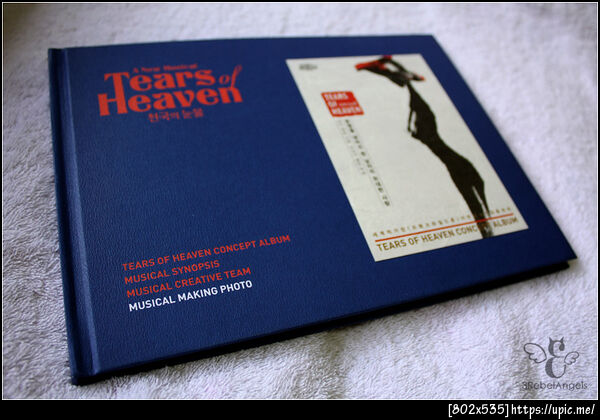 A New Musical
Tears of
Heaven
천국의 눈물
TEARS OF HEAVEN CONCEPT ALBUM
MUSICAL SYNOPSIS
MUSICAL CREATIVE TEAM
MUSICAL MAKING PHOTO
TEARS
OF
HEAVEN
TEARS OF HEAVEN CONCEPT ALBUM
3RebelAngels
[802x535]https://upic.me/